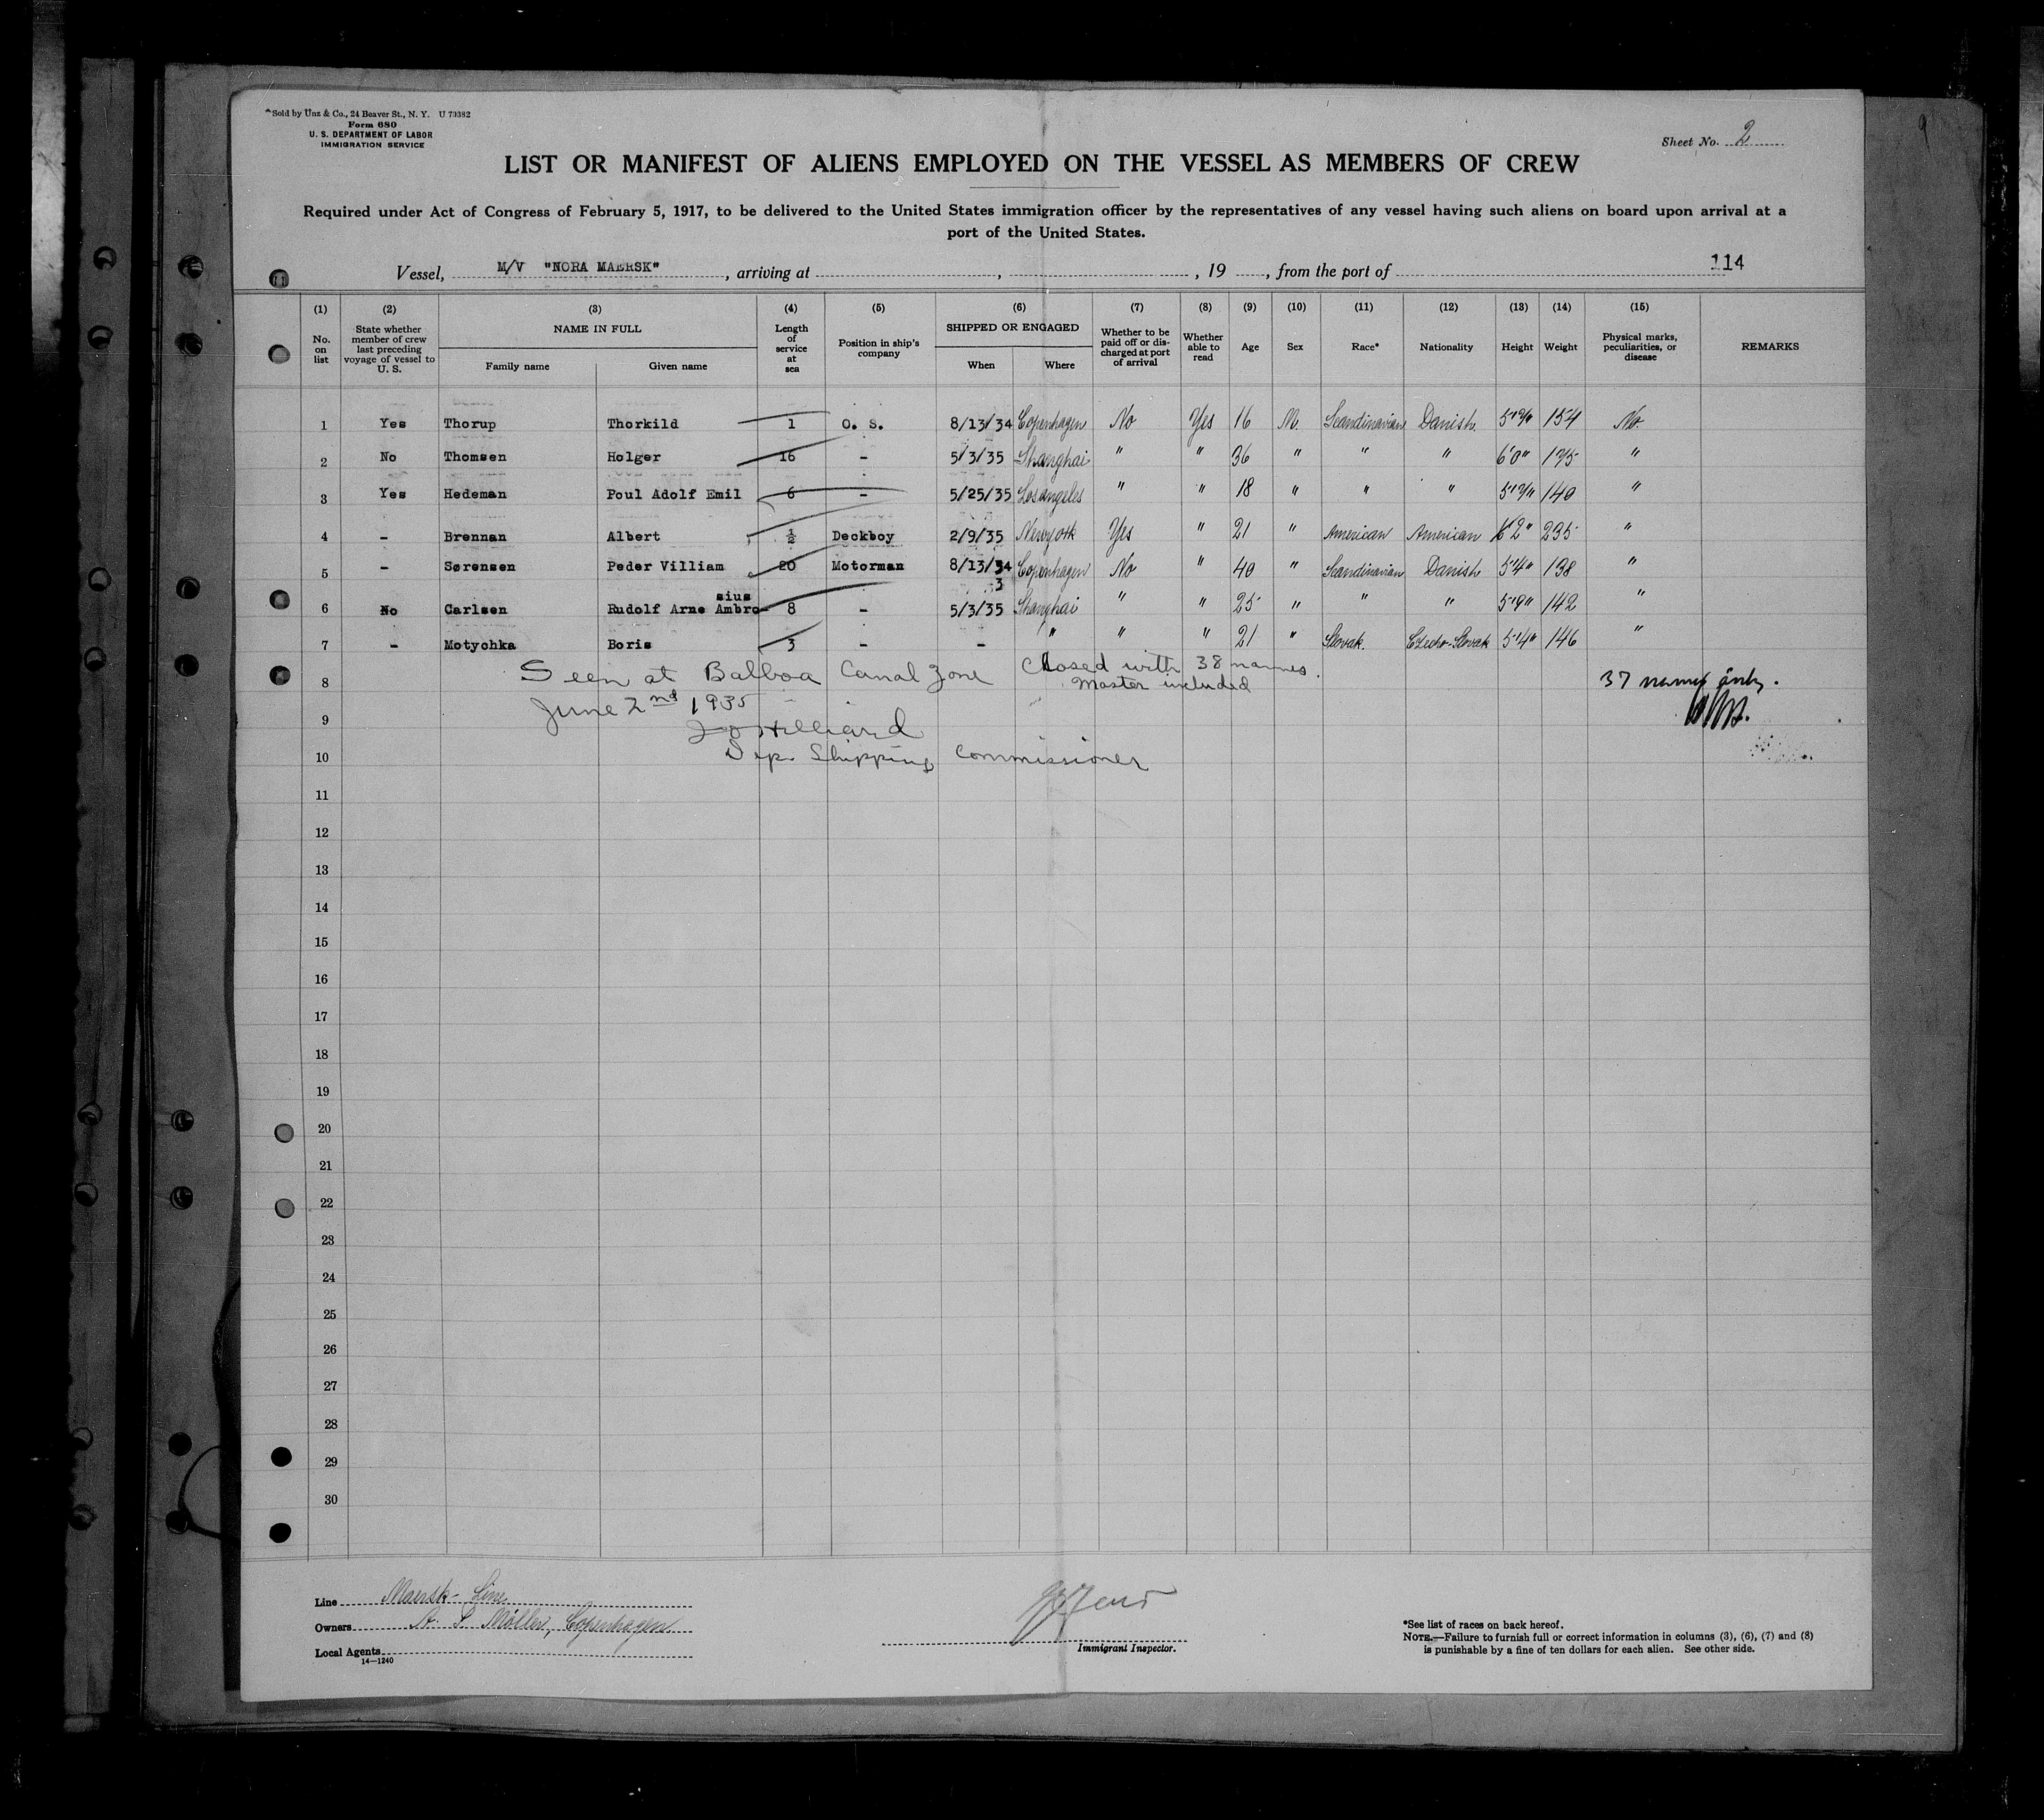 *Sold by Unz & Co., 24 Beaver St., N. Y. U 73382
Form 680
U. S. DEPARTMENT OF LABOR
IMMIGRATION SERVICE
Sheet No. 2
9
LIST OR MANIFEST OF ALIENS EMPLOYED ON THE VESSEL AS MEMBERS OF CREW
Required under Act of Congress of February 5, 1917, to be delivered to the United States immigration officer by the representatives of any vessel having such aliens on board upon arrival at a
port of the United States.
Vessel, M/V "NORA MAERSK", arriving at , , 19 , from the port of 114
(1) No. on list
(2) State whether member of crew last preceding voyage of vessel to U. S.
(3) NAME IN FULL Family name Given name
(4) Length of service at sea
(5) Position in ship's company
(6) SHIPPED OR ENGAGED When Where
(7) Whether to be paid off or discharged at port of arrival
(8) Whether able to read
(9) Age
(10) Sex
(11) Race*
(12) Nationality
(13) Height
(14) Weight
(15) Physical marks, peculiarities, or disease
REMARKS
1 Yes Thorup Thorkild 1 O. S. 8/13/34 Copenhagen No Yes 16 M. Scandinavian Danish 154 No.
2 No Thomsen Holger 16 - 5/3/35 Shanghai " " 36 " " " 6'0" 175 "
3 Yes Hedeman Poul Adolf Emil 6 - 5/25/35 Los angeles " " 18 " " " 140 "
4 - Brennan Albert ½ Deckboy 2/9/35 New york Yes " 21 " American American 6'2" 235 "
5 - Sørensen Peder Villiam 20 Motorman 8/13/34 Copenhagen No " 40 " Scandinavian Danish 5'4" 138 "
3
sius
6 No Carlsen Rudolf Arne Ambro- 8 - 5/3/35 Shanghai " " 25 " " " 5'9" 142 "
7 - Motychka Boris 3 - - " " " 21 " Slovak. Czecho-Slovak 5'4" 146 "
8 Seen at Balboa Canal Zone Closed with 38 names.
Master included
37 names only.
9 June 2nd 1935
Hilliard
10 Dep. Shipping Commissioner
11
12
13
14
15
16
17
18
19
20
21
22
23
24
25
26
27
28
29
30
Line Maersk-Line
Owners A. P. Møller, Copenhagen.
Local Agents
14—1240
Immigrant Inspector.
*See list of races on back hereof.
NOTE.—Failure to furnish full or correct information in columns (3), (6), (7) and (8)
is punishable by a fine of ten dollars for each alien. See other side.